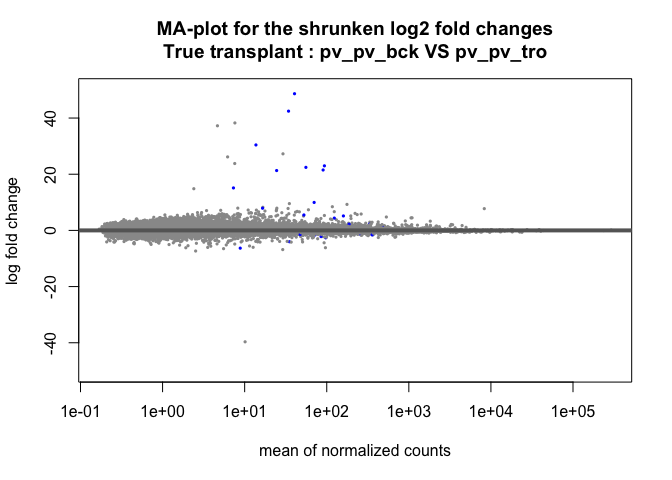 MA-plot for the shrunken log2 fold changes
True transplant : pv_pv_bck VS pv_pv_tro
log fold change
40
20
0
-20
-40
1e-01 1e+00 1e+01 1e+02 1e+03 1e+04 1e+05
mean of normalized counts